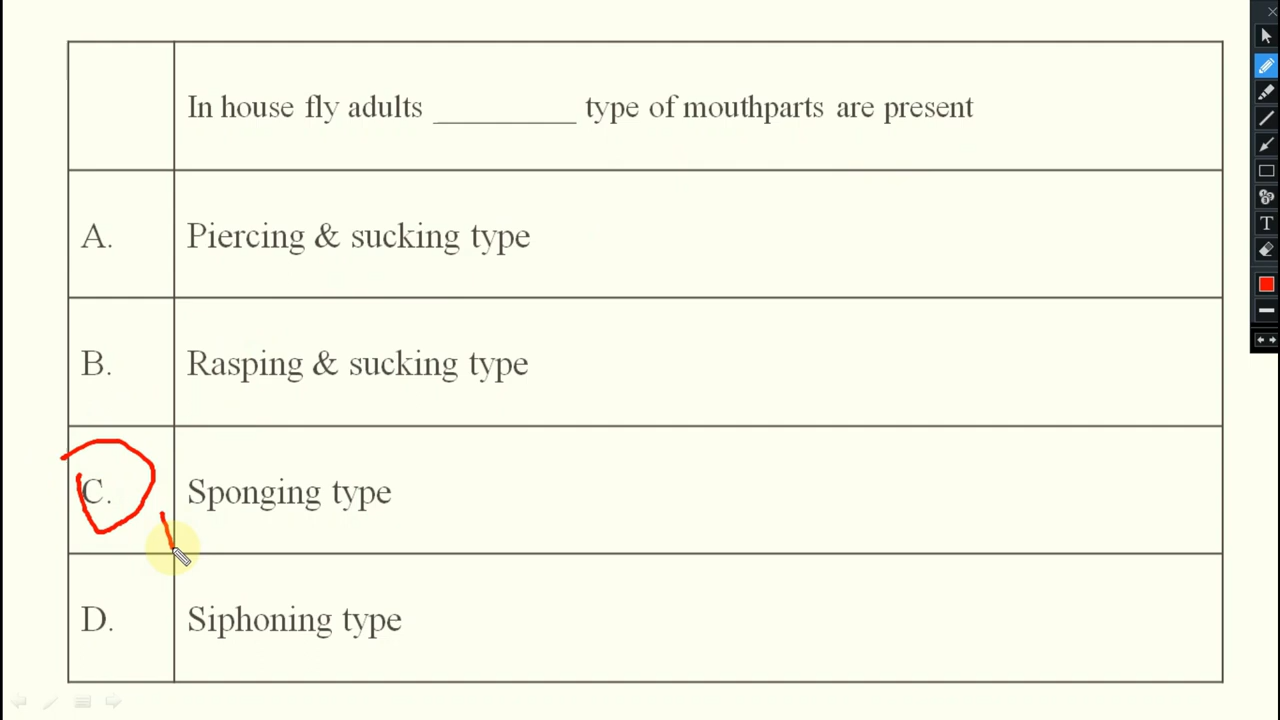 In house fly adults __________ type of mouthparts are present
A. Piercing & sucking type
B. Rasping & sucking type
C. Sponging type
D. Siphoning type
T